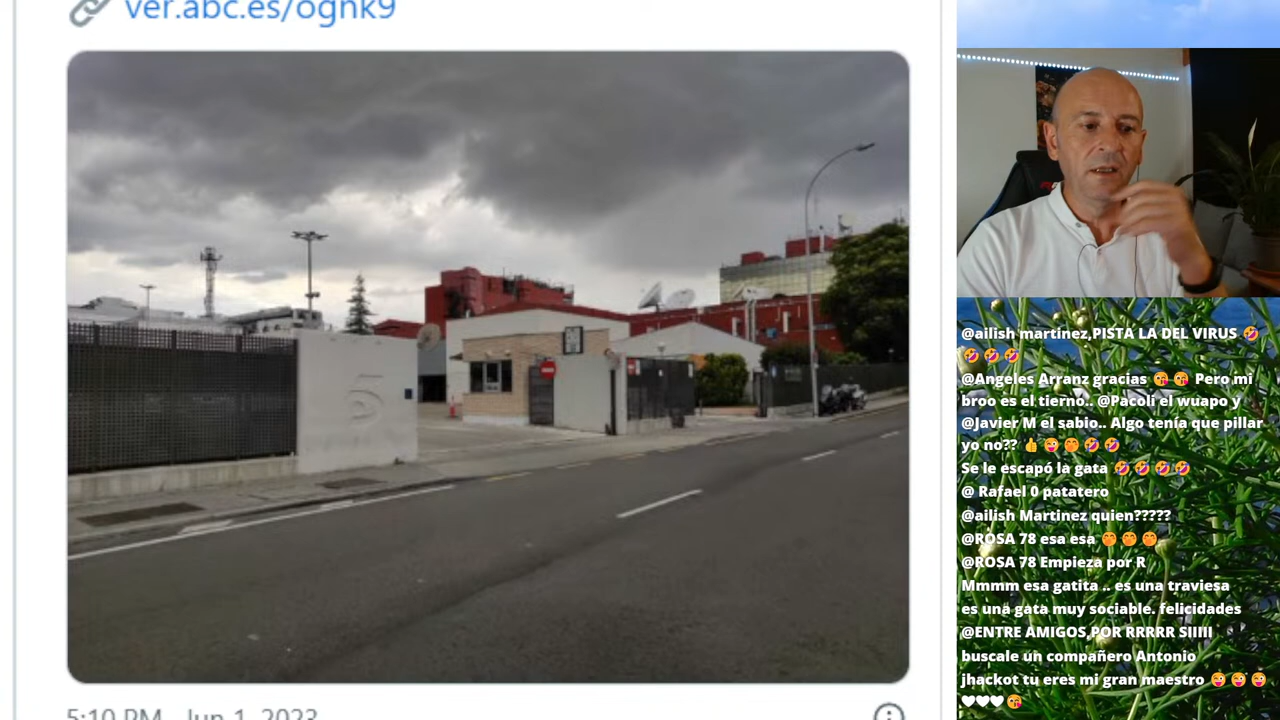 ver.abc.es/ognk9
5:10 PM · Jun 1, 2023
@ailish martinez,PISTA LA DEL VIRUS 🤣
🤣🤣🤣
@Angeles Arranz gracias 😘😘 Pero mi
broo es el tierno.. @Pacoli el wuapo y
@Javier M el sabio.. Algo tenía que pillar
yo no?? 👍😜🤭🤣🤣
Se le escapó la gata 🤣🤣🤣🤣
@ Rafael 0 patatero
@ailish Martinez quien?????
@ROSA 78 esa esa 🤭🤭🤭
@ROSA 78 Empieza por R
Mmmm esa gatita .. es una traviesa
es una gata muy sociable. felicidades
@ENTRE AMIGOS,POR RRRRR SIIIII
buscale un compañero Antonio
jhackot tu eres mi gran maestro 😜😜😜
🤍🤍🤍😘